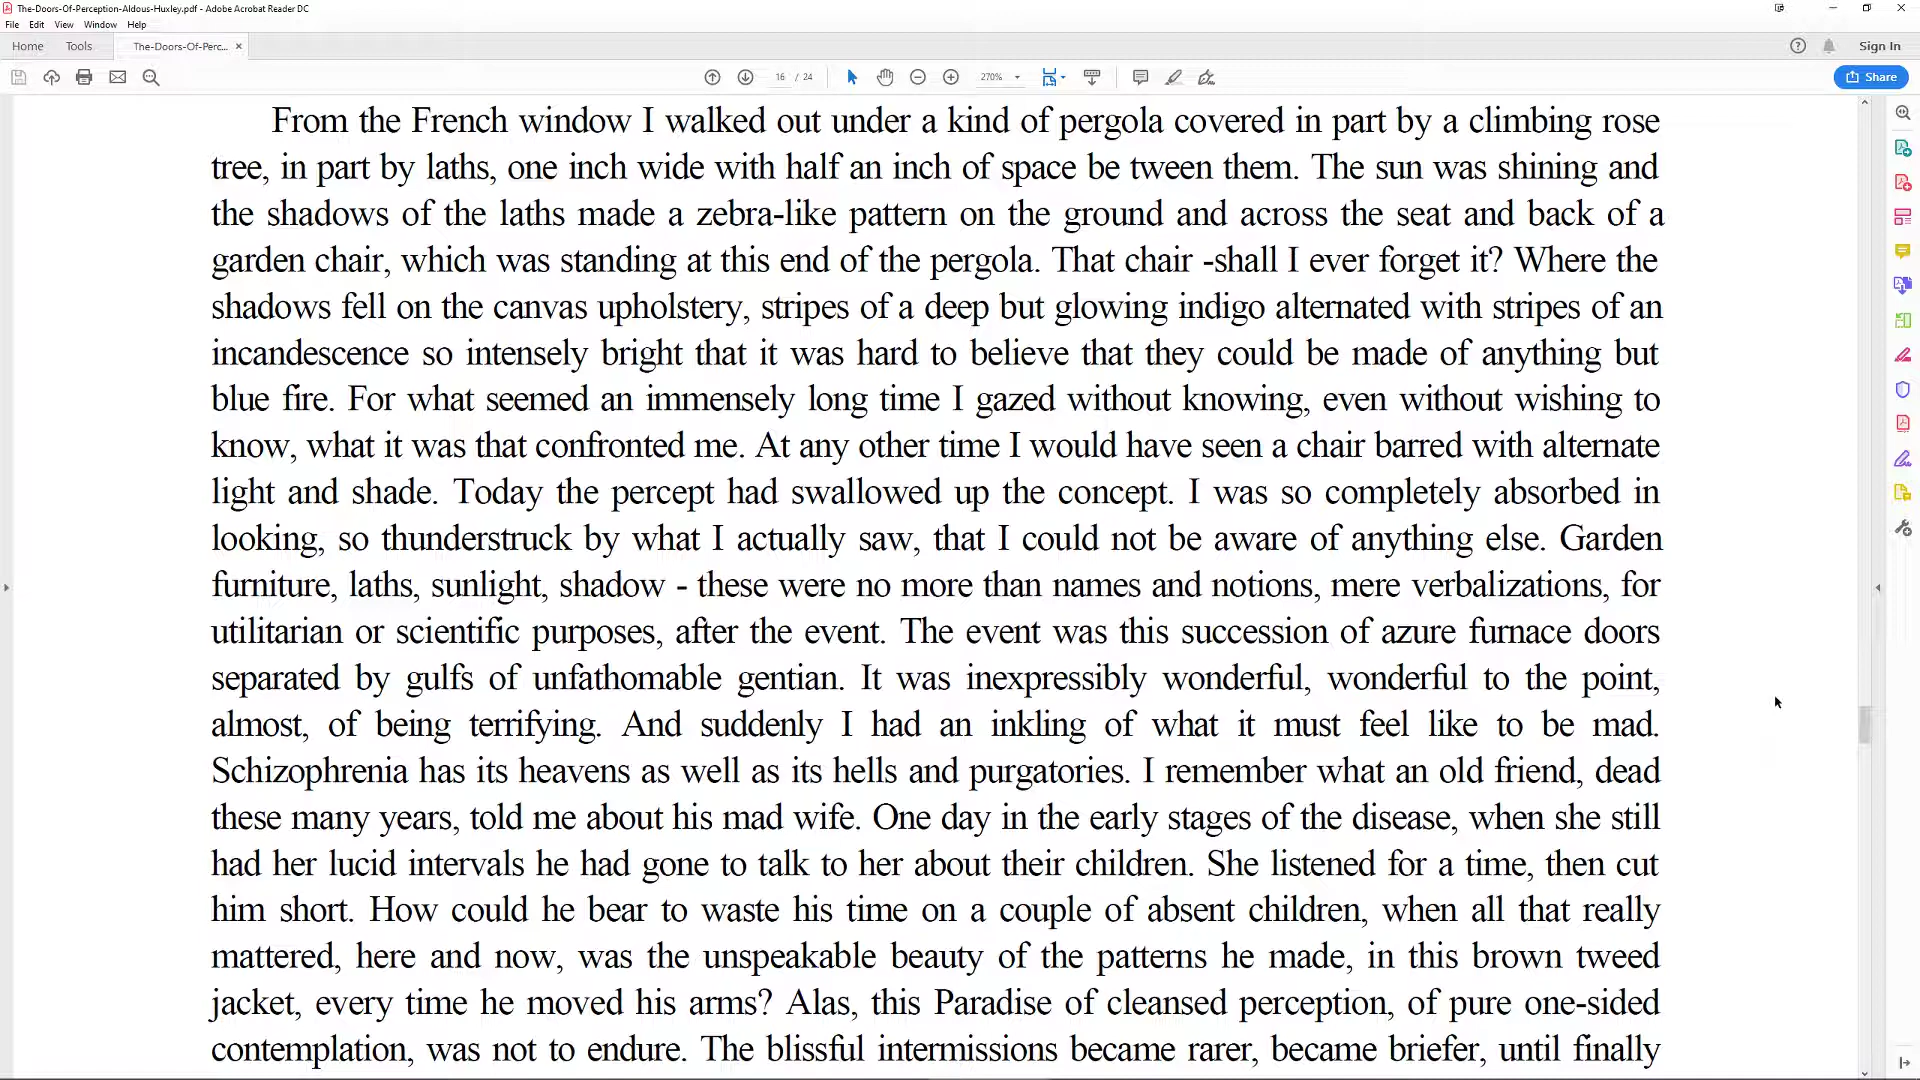 The-Doors-Of-Perception-Aldous-Huxley.pdf - Adobe Acrobat Reader DC
File Edit View Window Help
Home Tools The-Doors-Of-Perc... × Sign In
16 / 24 270% Share
From the French window I walked out under a kind of pergola covered in part by a climbing rose
tree, in part by laths, one inch wide with half an inch of space be tween them. The sun was shining and
the shadows of the laths made a zebra-like pattern on the ground and across the seat and back of a
garden chair, which was standing at this end of the pergola. That chair -shall I ever forget it? Where the
shadows fell on the canvas upholstery, stripes of a deep but glowing indigo alternated with stripes of an
incandescence so intensely bright that it was hard to believe that they could be made of anything but
blue fire. For what seemed an immensely long time I gazed without knowing, even without wishing to
know, what it was that confronted me. At any other time I would have seen a chair barred with alternate
light and shade. Today the percept had swallowed up the concept. I was so completely absorbed in
looking, so thunderstruck by what I actually saw, that I could not be aware of anything else. Garden
furniture, laths, sunlight, shadow - these were no more than names and notions, mere verbalizations, for
utilitarian or scientific purposes, after the event. The event was this succession of azure furnace doors
separated by gulfs of unfathomable gentian. It was inexpressibly wonderful, wonderful to the point,
almost, of being terrifying. And suddenly I had an inkling of what it must feel like to be mad.
Schizophrenia has its heavens as well as its hells and purgatories. I remember what an old friend, dead
these many years, told me about his mad wife. One day in the early stages of the disease, when she still
had her lucid intervals he had gone to talk to her about their children. She listened for a time, then cut
him short. How could he bear to waste his time on a couple of absent children, when all that really
mattered, here and now, was the unspeakable beauty of the patterns he made, in this brown tweed
jacket, every time he moved his arms? Alas, this Paradise of cleansed perception, of pure one-sided
contemplation, was not to endure. The blissful intermissions became rarer, became briefer, until finally